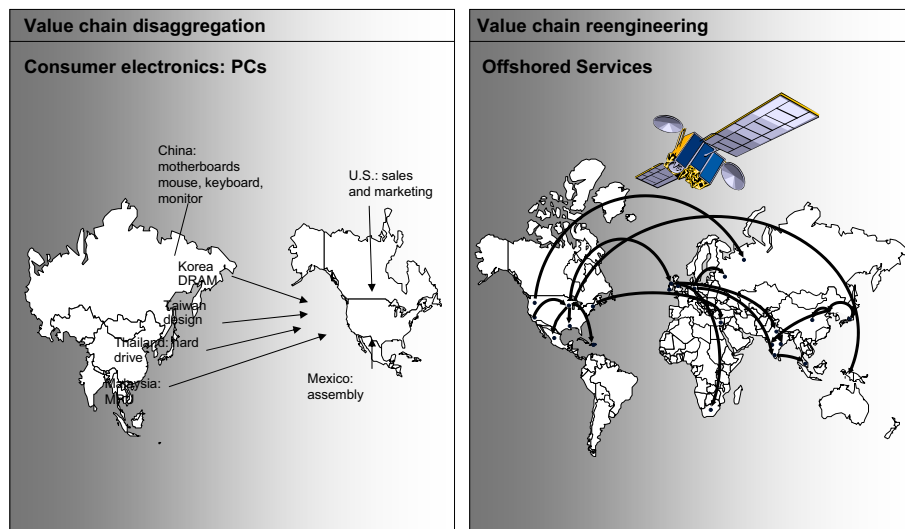 Value chain disaggregation
Consumer electronics: PCs
China:
motherboards
mouse, keyboard,
monitor
U.S.: sales
and marketing
Korea
DRAM
Taiwan
design
Thailand: hard
drive
Malaysia:
MPU
Mexico:
assembly
Value chain reengineering
Offshored Services